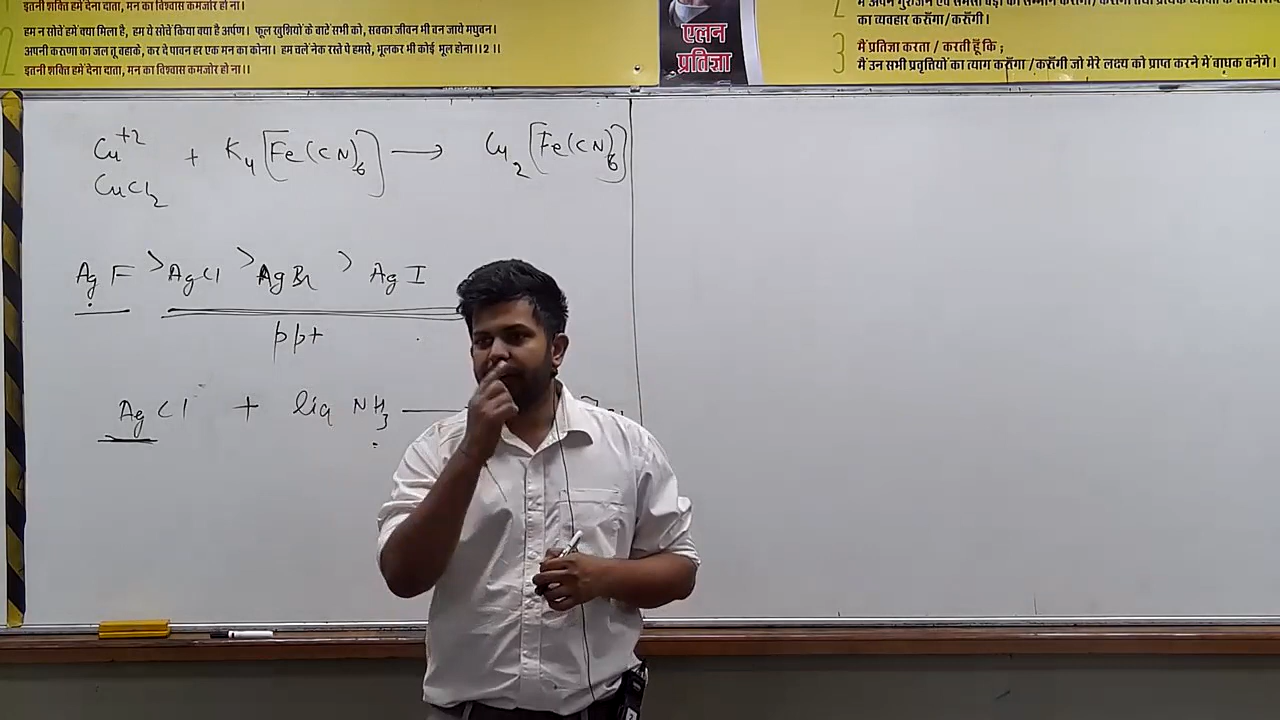 इतनी शक्ति हमें देना दाता, मन का विश्वास कमजोर हो ना।
हम न सोचें हमें क्या मिला है, हम ये सोचें किया क्या है अर्पण। फूल खुशियों के बाटें सभी को, सबका जीवन भी बन जाये मधुवन।
2 अपनी करुणा का जल तू बहाके, कर दे पावन हर एक मन का कोना। हम चलें नेक रस्ते पे हमसे, भूलकर भी कोई भूल होना।।2।।
इतनी शक्ति हमें देना दाता, मन का विश्वास कमजोर हो ना।।
एलन
प्रतिज्ञा
2
का व्यवहार करूँगा/करूँगी।
3 मैं प्रतिज्ञा करता / करती हूँ कि ;
मैं उन सभी प्रवृत्तियों का त्याग करूँगा /करूँगी जो मेरे लक्ष्य को प्राप्त करने में बाधक बनेंगे।
Cu+2 + K4[Fe(CN)6] ⟶ Cu2[Fe(CN)6]
CuCl2
AgF > AgCl > AgBr > AgI
ppt
AgCl + liq NH3